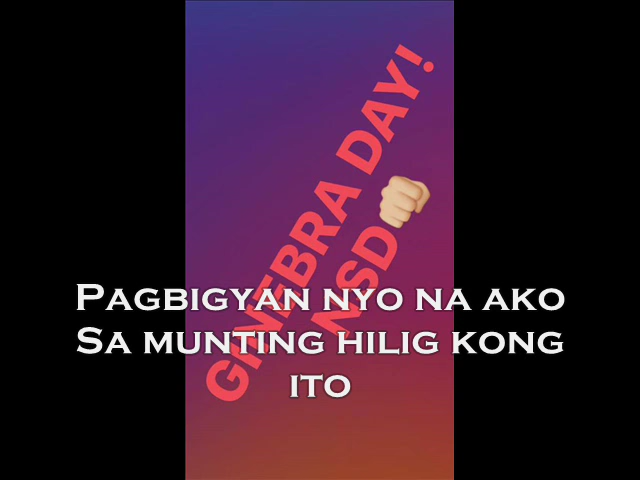 GINEBRA DAY!
NSD👊🏼
PAGBIGYAN NYO NA AKO
SA MUNTING HILIG KONG
ITO